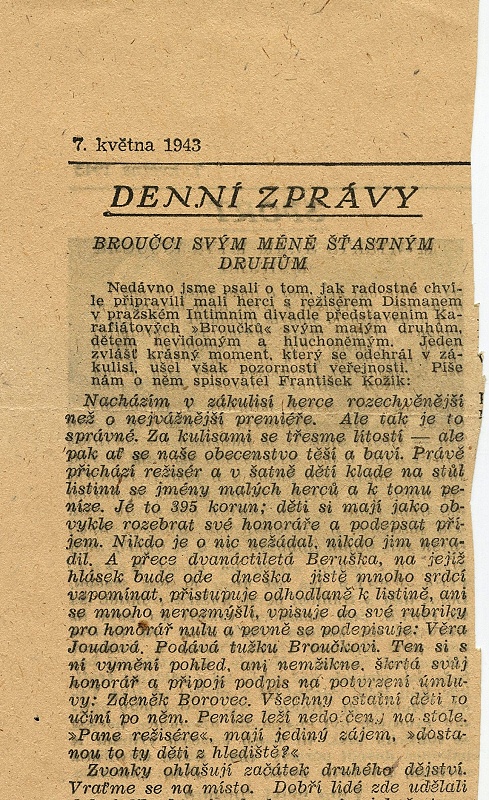 7. května 1943
DENNÍ ZPRÁVY
BROUČCI SVÝM MÉNĚ ŠŤASTNÝM
DRUHŮM
Nedávno jsme psali o tom, jak radostné chví-
le připravili malí herci s režisérem Dismanem
v pražském Intimním divadle představením Ka-
rafiátových »Broučků« svým malým druhům,
dětem nevidomým a hluchoněmým. Jeden
zvlášť krásný moment, který se odehrál v zá-
kulisí, ušel však pozornosti veřejnosti. Píše
nám o něm spisovatel František Kožík:
Nacházím v zákulisí herce rozechvěnější
než o nejvážnější premiéře. Ale tak je to
správné. Za kulisami se třesme lítostí — ale
pak ať se naše obecenstvo těší a baví. Právě
přichází režisér a v šatně dětí klade na stůl
listinu se jmény malých herců a k tomu pe-
níze. Je to 395 korun; děti si mají jako ob-
vykle rozebrat své honoráře a podepsat pří-
jem. Nikdo je o nic nežádal, nikdo jim nera-
dil. A přece dvanáctiletá Beruška, na jejíž
hlásek bude ode dneška jistě mnoho srdcí
vzpomínat, přistupuje odhodlaně k listině, ani
se mnoho nerozmýšlí, vpisuje do své rubriky
pro honorář nulu a pevně se podepisuje: Věra
Joudová. Podává tužku Broučkovi. Ten si s
ní vymění pohled, ani nemžikne, škrtá svůj
honorář a připojí podpis na potvrzení úmlu-
vy: Zdeněk Borovec. Všechny ostatní děti to
učiní po něm. Peníze leží nedotčeny na stole.
»Pane režisére«, mají jediný zájem, »dosta-
nou to ty děti z hlediště?«
Zvonky ohlašují začátek druhého dějství.
Vraťme se na místo. Dobří lidé zde udělali